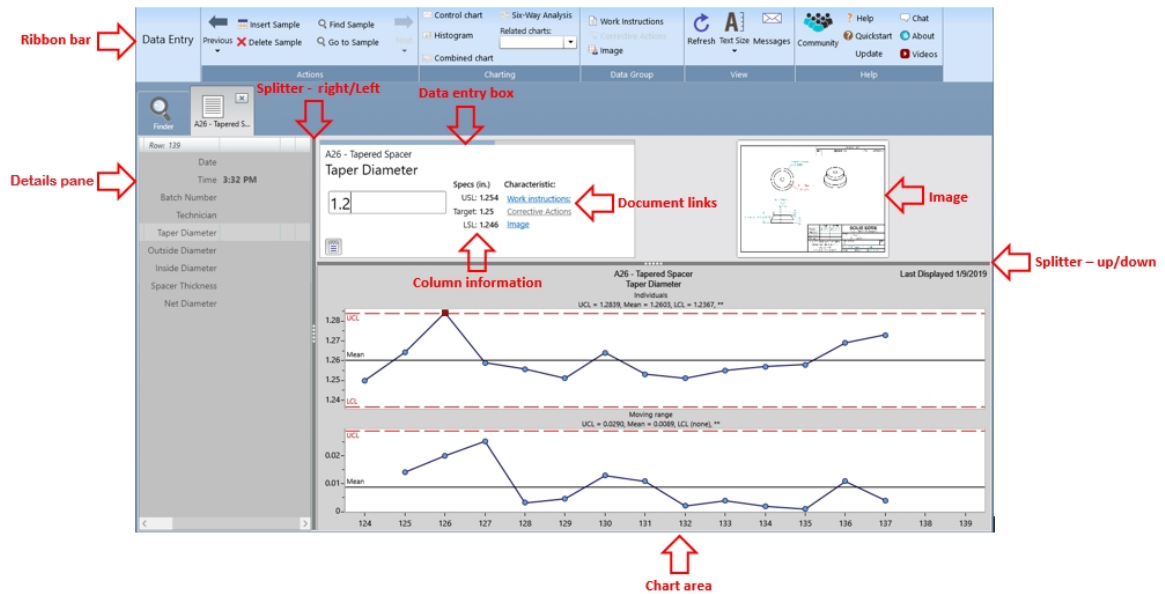 Ribbon bar
Data Entry
Previous
Insert Sample
Delete Sample
Find Sample
Go to Sample
Next
Actions
Control chart
Histogram
Combined chart
Six-Way Analysis
Related charts:
Charting
Work Instructions
Corrective Actions
Image
Data Group
Refresh
Text Size
Messages
View
Community
Help
Quickstart
Update
Chat
About
Videos
Help
Splitter - right/Left
Data entry box
Finder
A26 - Tapered S...
Row: 139
Date
Time 3:32 PM
Batch Number
Technician
Taper Diameter
Outside Diameter
Inside Diameter
Spacer Thickness
Net Diameter
Details pane
A26 - Tapered Spacer
Taper Diameter
1.2
Specs (in.)
USL: 1.254
Target: 1.25
LSL: 1.246
Characteristic:
Work instructions:
Corrective Actions
Image
Document links
Column information
Image
Splitter – up/down
A26 - Tapered Spacer
Last Displayed 1/9/2019
Taper Diameter
Individuals
UCL = 1.2839, Mean = 1.2603, LCL = 1.2367, **
1.28
UCL
1.27
Mean
1.26
1.25
1.24
LCL
Moving range
UCL = 0.0290, Mean = 0.0089, LCL (none), **
UCL
0.02
0.01
Mean
0
124 125 126 127 128 129 130 131 132 133 134 135 136 137 138 139
Chart area